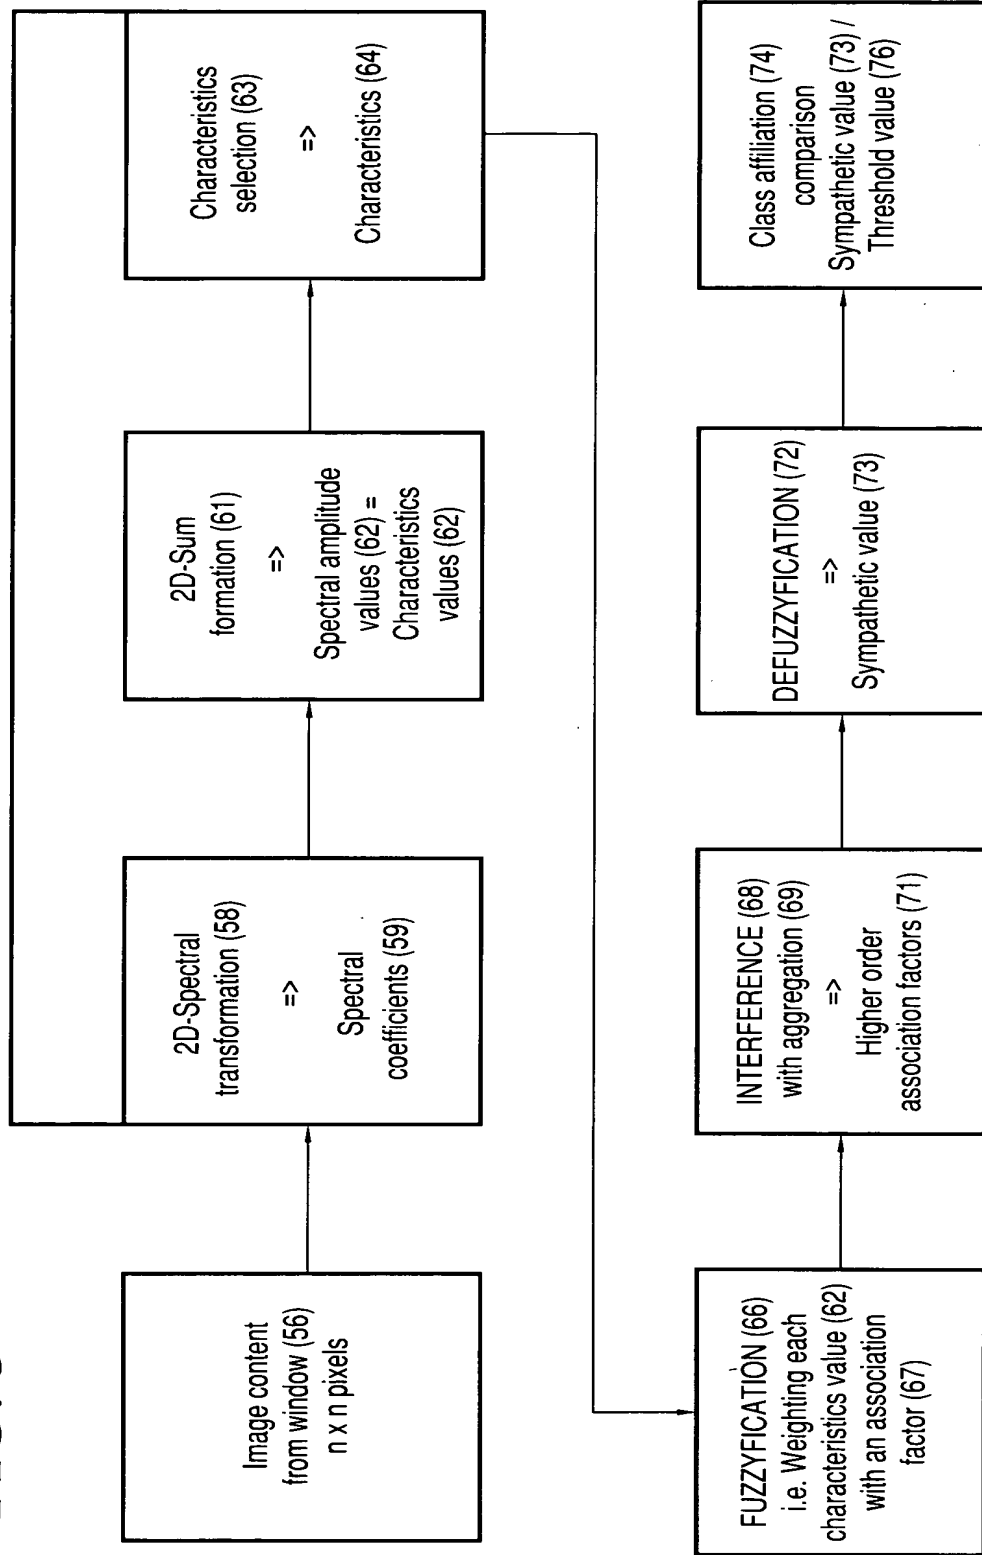 Image content
from window (56)
n x n pixels
2D-Spectral
transformation (58)
=>
Spectral
coefficients (59)
2D-Sum
formation (61)
=>
Spectral amplitude
values (62) =
Characteristics
values (62)
Characteristics
selection (63)
=>
Characteristics (64)
FUZZYFICATION (66)
i.e. Weighting each
characteristics value (62)
with an association
factor (67)
INTERFERENCE (68)
with aggregation (69)
=>
Higher order
association factors (71)
DEFUZZYFICATION (72)
=>
Sympathetic value (73)
Class affiliation (74)
comparison
Sympathetic value (73) /
Threshold value (76)